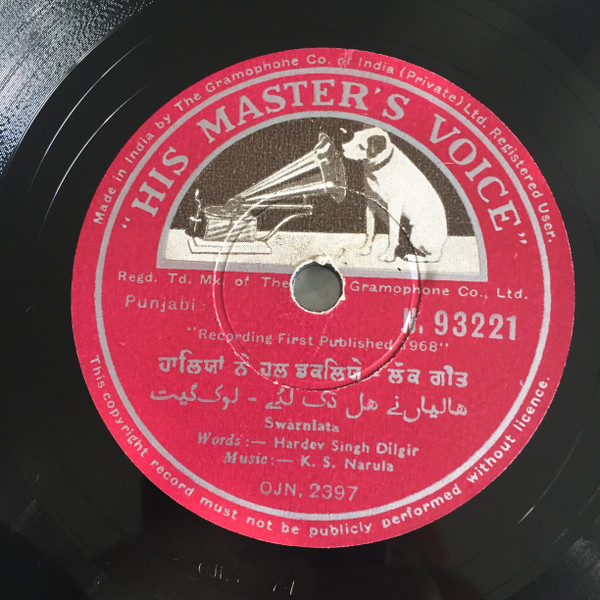 Made in India by The Gramophone Co. of India (Private) Ltd. Registered User.
"HIS MASTER'S VOICE"
Regd. Td. Mk. of The Gramophone Co., Ltd.
Punjabi:
N. 93221
"Recording First Published 1968"
ਹਾਲਿਯਾਂ ਨੇ ਹਲ ਡਕਲਿਯੇ - ਲੱਕ ਗੀਤ
ھالیاں نے ھل ڈک لئے - لوک گیت
Swarnlata
Words:— Hardev Singh Dilgir
Music:— K. S. Narula
OJN. 2397
This copyright record must not be publicly performed without licence.